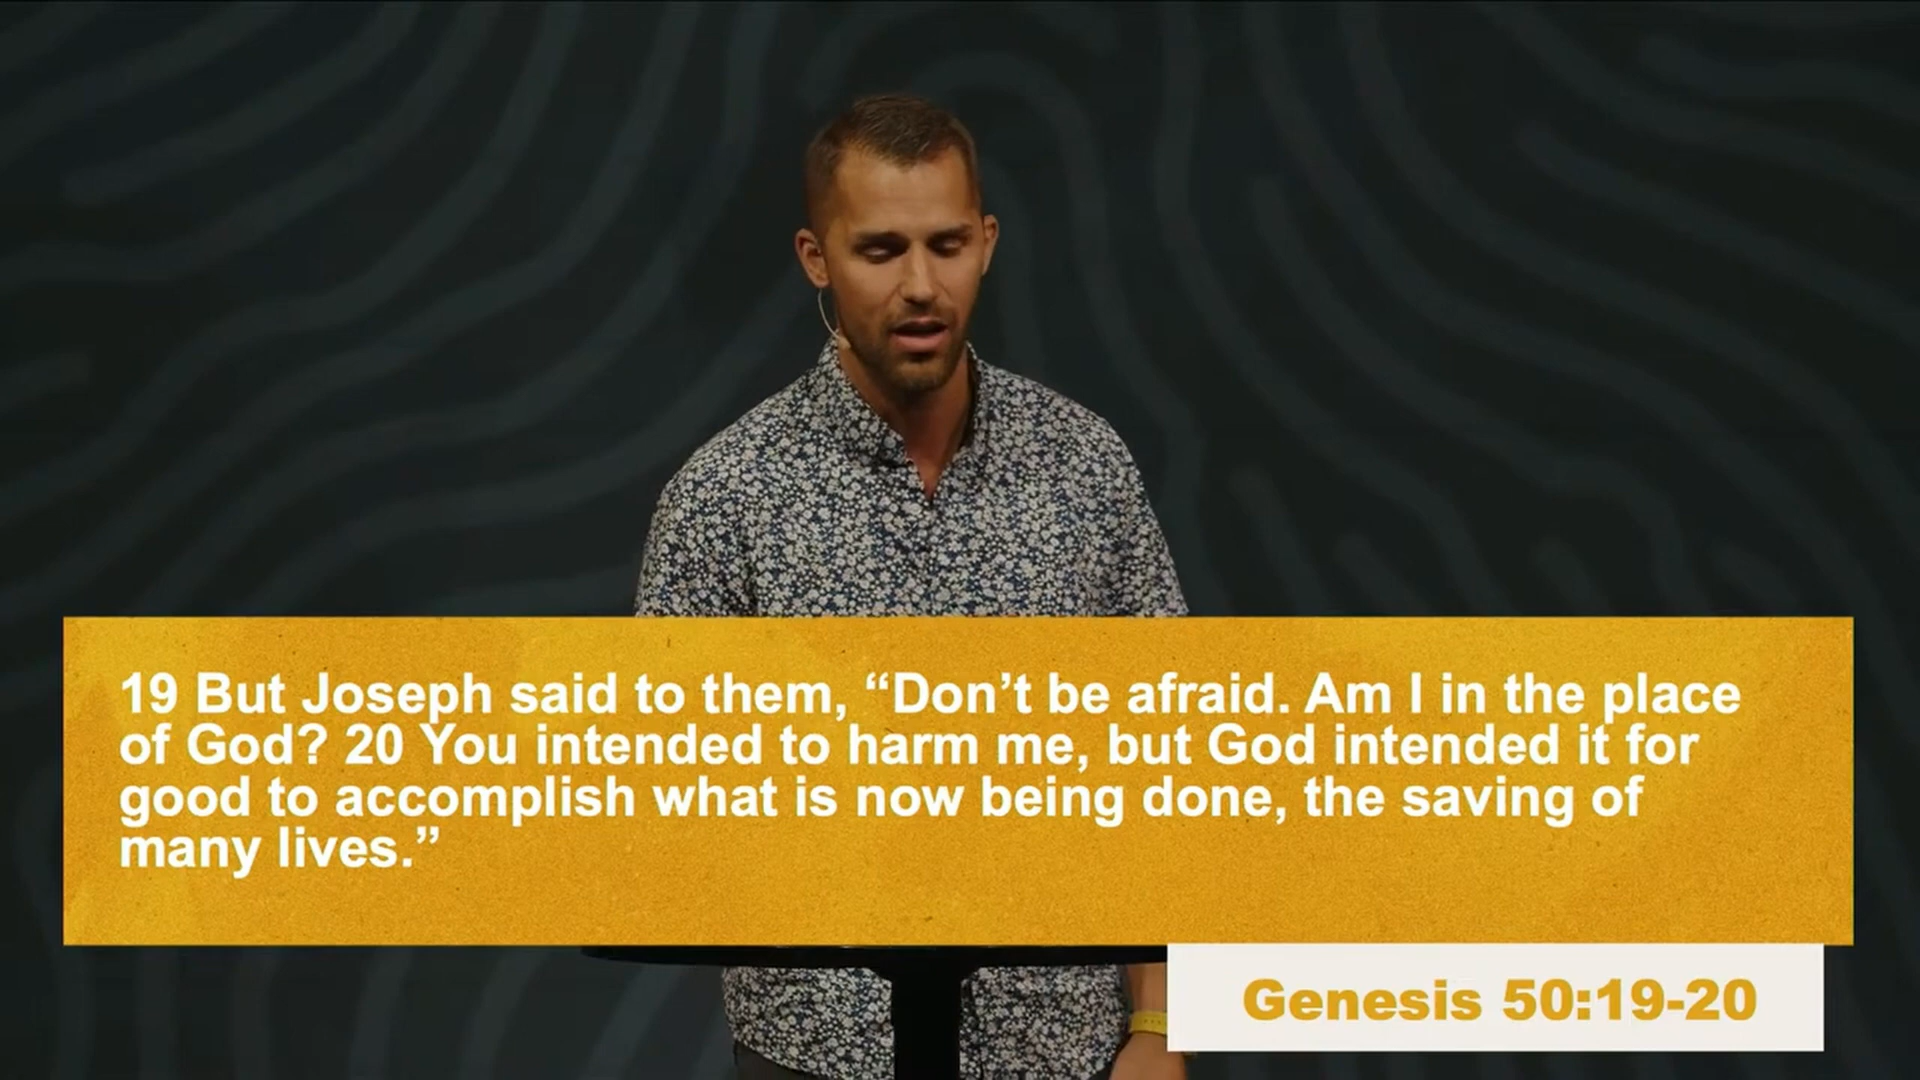 19 But Joseph said to them, “Don’t be afraid. Am I in the place
of God? 20 You intended to harm me, but God intended it for
good to accomplish what is now being done, the saving of
many lives.”
Genesis 50:19-20